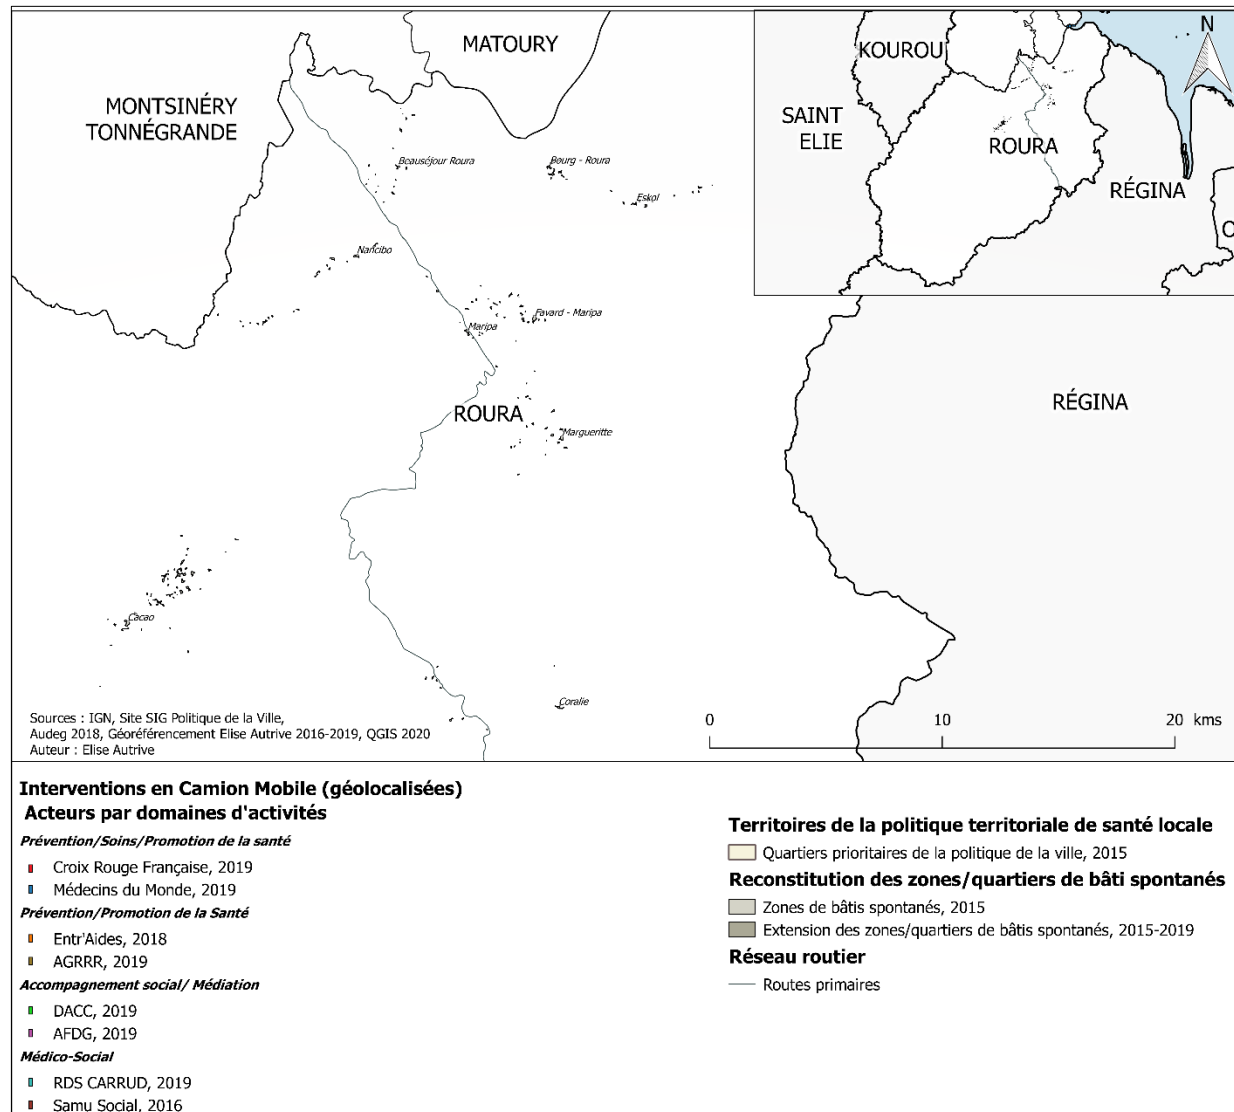 MATOURY
MONTSINÉRY
TONNÉGRANDE
Beauséjour Roura
Bourg - Roura
Eskol
Nancibo
Favard - Maripa
Maripa
ROURA
Margueritte
RÉGINA
Cacao
Coralie
KOUROU
SAINT
ELIE
ROURA
RÉGINA
O
N
Sources : IGN, Site SIG Politique de la Ville,
Audeg 2018, Géoréférencement Elise Autrive 2016-2019, QGIS 2020
Auteur : Elise Autrive
0 10 20 kms
Interventions en Camion Mobile (géolocalisées)
Acteurs par domaines d'activités
Prévention/Soins/Promotion de la santé
Croix Rouge Française, 2019
Médecins du Monde, 2019
Prévention/Promotion de la Santé
Entr'Aides, 2018
AGRRR, 2019
Accompagnement social/ Médiation
DACC, 2019
AFDG, 2019
Médico-Social
RDS CARRUD, 2019
Samu Social, 2016
Territoires de la politique territoriale de santé locale
Quartiers prioritaires de la politique de la ville, 2015
Reconstitution des zones/quartiers de bâti spontanés
Zones de bâtis spontanés, 2015
Extension des zones/quartiers de bâtis spontanés, 2015-2019
Réseau routier
Routes primaires